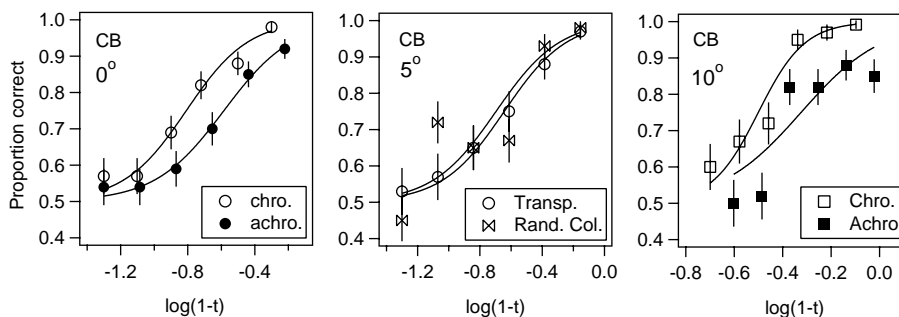 Proportion correct
1.0
0.9
0.8
0.7
0.6
0.5
0.4
CB
0°
chro.
achro.
-1.2
-0.8
-0.4
log(1-t)
1.0
0.9
0.8
0.7
0.6
0.5
0.4
CB
5°
Transp.
Rand. Col.
-1.2
-0.8
-0.4
0.0
log(1-t)
1.0
0.9
0.8
0.7
0.6
0.5
0.4
CB
10°
Chro.
Achro.
-0.8
-0.6
-0.4
-0.2
0.0
log(1-t)